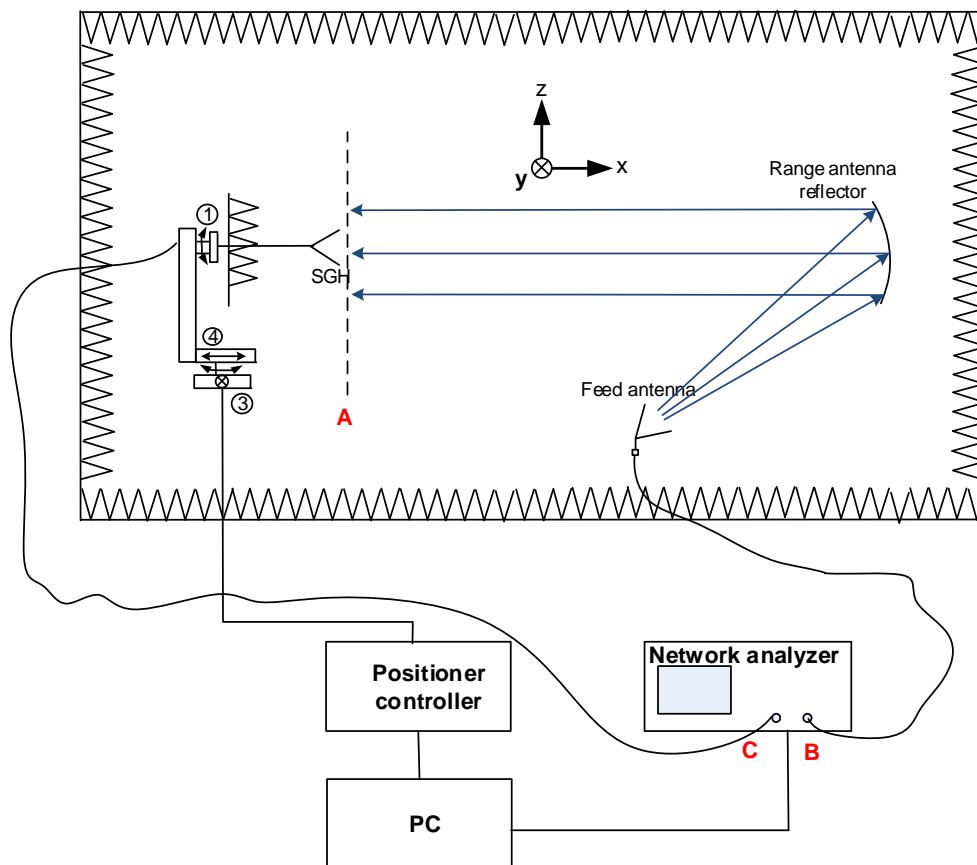 z
y
x
Range antenna
reflector
①
SGH
④
③
A
Feed antenna
Positioner
controller
Network analyzer
C
B
PC